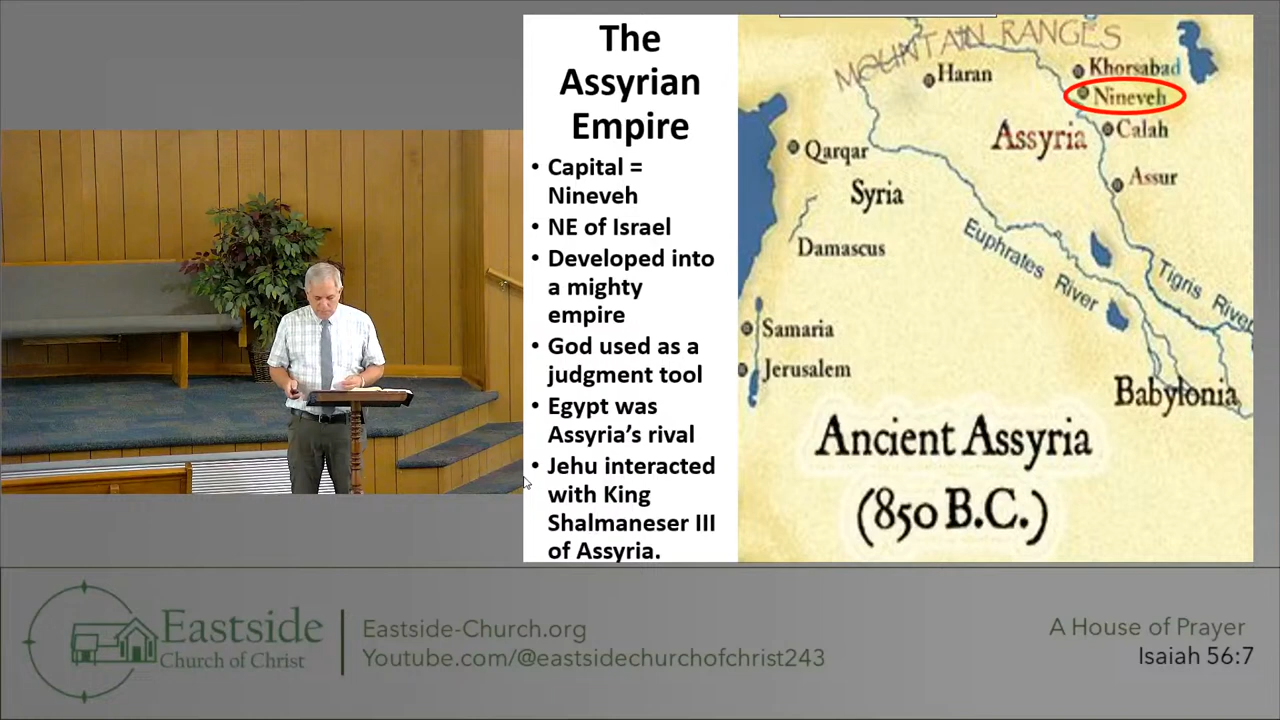 The
Assyrian
Empire
• Capital =
Nineveh
• NE of Israel
• Developed into
a mighty
empire
• God used as a
judgment tool
• Egypt was
Assyria’s rival
• Jehu interacted
with King
Shalmaneser III
of Assyria.
MOUNTAIN RANGES
Haran
Khorsabad
Nineveh
Assyria
Calah
Qarqar
Assur
Syria
Damascus
Euphrates River
Tigris River
Samaria
Jerusalem
Babylonia
Ancient Assyria
(850 B.C.)
Eastside
Church of Christ
Eastside-Church.org
Youtube.com/@eastsidechurchofchrist243
A House of Prayer
Isaiah 56:7